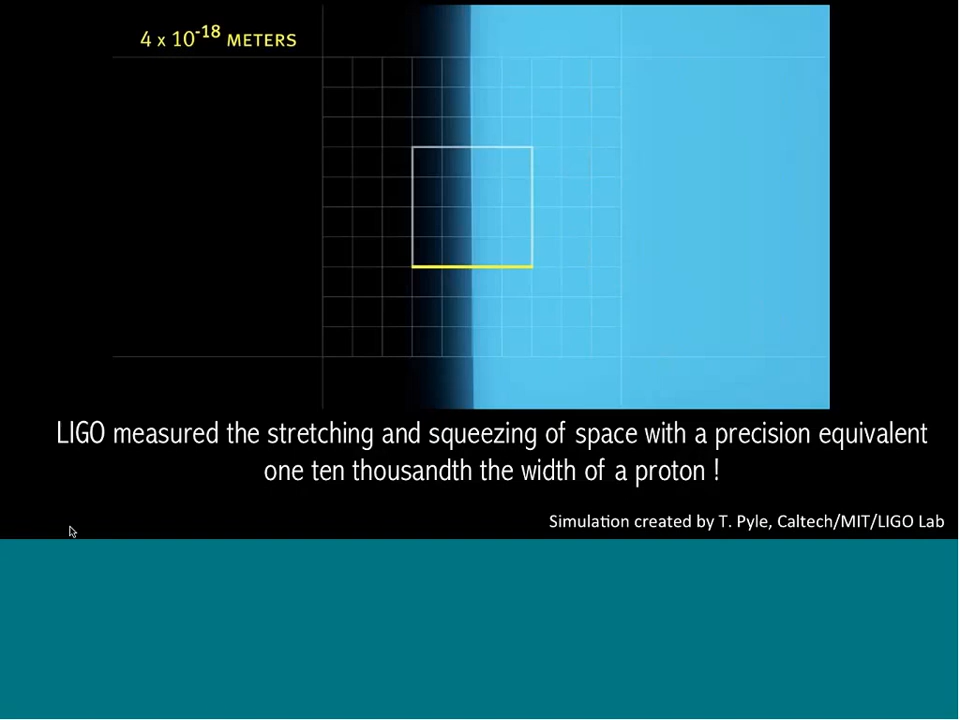 4 x 10⁻¹⁸ METERS
LIGO measured the stretching and squeezing of space with a precision equivalent
one ten thousandth the width of a proton !
Simulation created by T. Pyle, Caltech/MIT/LIGO Lab